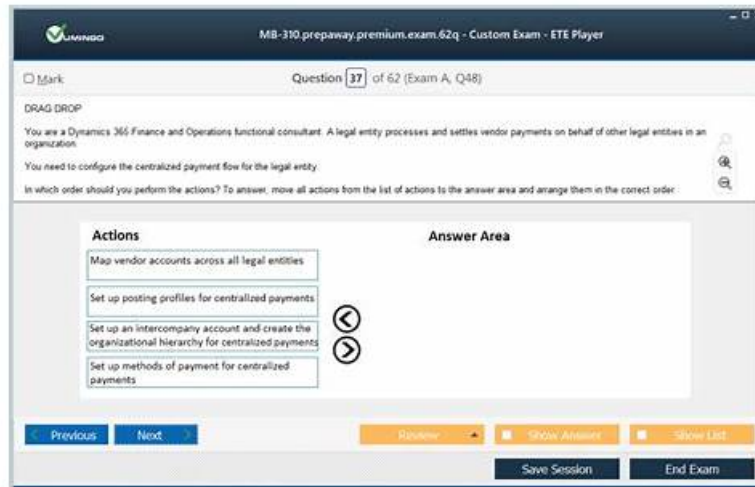 VUMINGO
MB-310.prepaway.premium.exam.62q - Custom Exam - ETE Player
Mark
Question 37 of 62 (Exam A, Q48)
DRAG DROP
You are a Dynamics 365 Finance and Operations functional consultant. A legal entity processes and settles vendor payments on behalf of other legal entities in an
organization.
You need to configure the centralized payment flow for the legal entity.
In which order should you perform the actions? To answer, move all actions from the list of actions to the answer area and arrange them in the correct order.
Actions
Answer Area
Map vendor accounts across all legal entities
Set up posting profiles for centralized payments
Set up an intercompany account and create the
organizational hierarchy for centralized payments
Set up methods of payment for centralized
payments
Previous
Next
Review
Show Answer
Show List
Save Session
End Exam